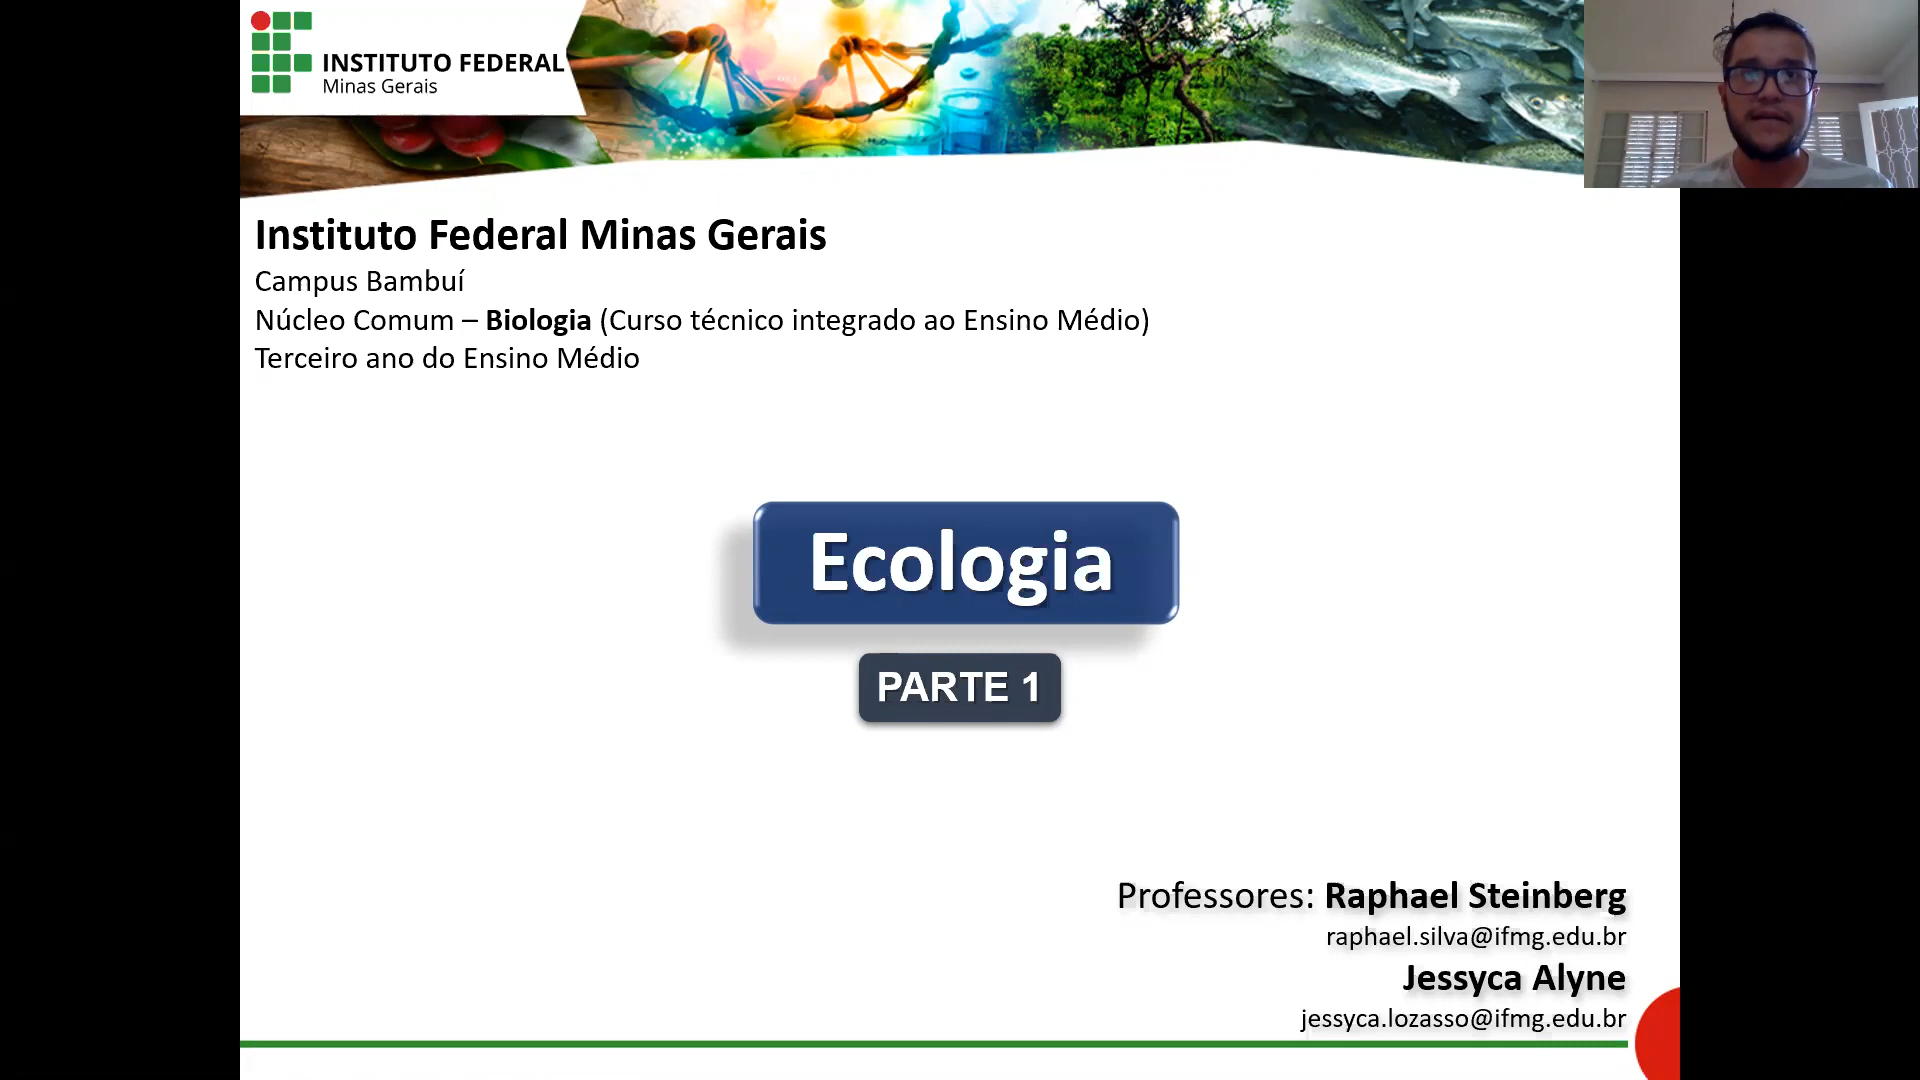 INSTITUTO FEDERAL
Minas Gerais
Instituto Federal Minas Gerais
Campus Bambuí
Núcleo Comum – Biologia (Curso técnico integrado ao Ensino Médio)
Terceiro ano do Ensino Médio
Ecologia
PARTE 1
Professores: Raphael Steinberg
raphael.silva@ifmg.edu.br
Jessyca Alyne
jessyca.lozasso@ifmg.edu.br